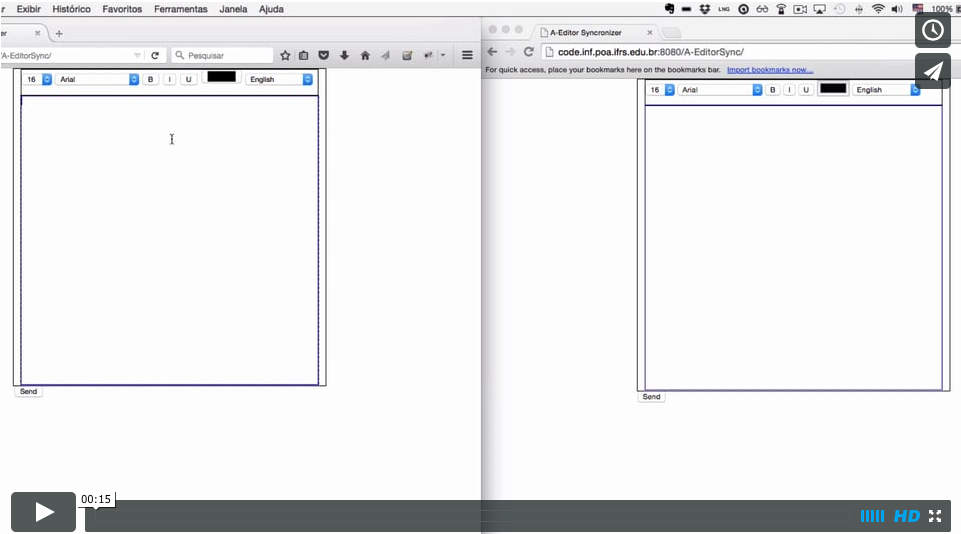 r Exibir Histórico Favoritos Ferramentas Janela Ajuda LNG 100%
er × + A-Editor Syncronizer ×
/A-EditorSync/ Pesquisar code.inf.poa.ifrs.edu.br:8080/A-EditorSync/
For quick access, place your bookmarks here on the bookmarks bar. Import bookmarks now...
16 Arial B I U English
16 Arial B I U English
Send
Send
00:15
HD